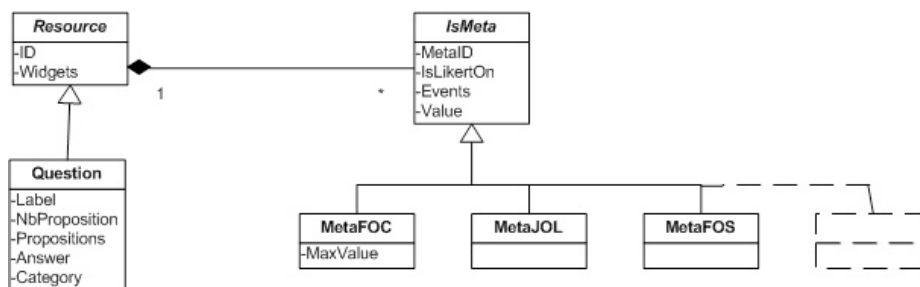 Resource
-ID
-Widgets
1
*
IsMeta
-MetaID
-IsLikertOn
-Events
-Value
Question
-Label
-NbProposition
-Propositions
-Answer
-Category
MetaFOC
-MaxValue
MetaJOL
MetaFOS